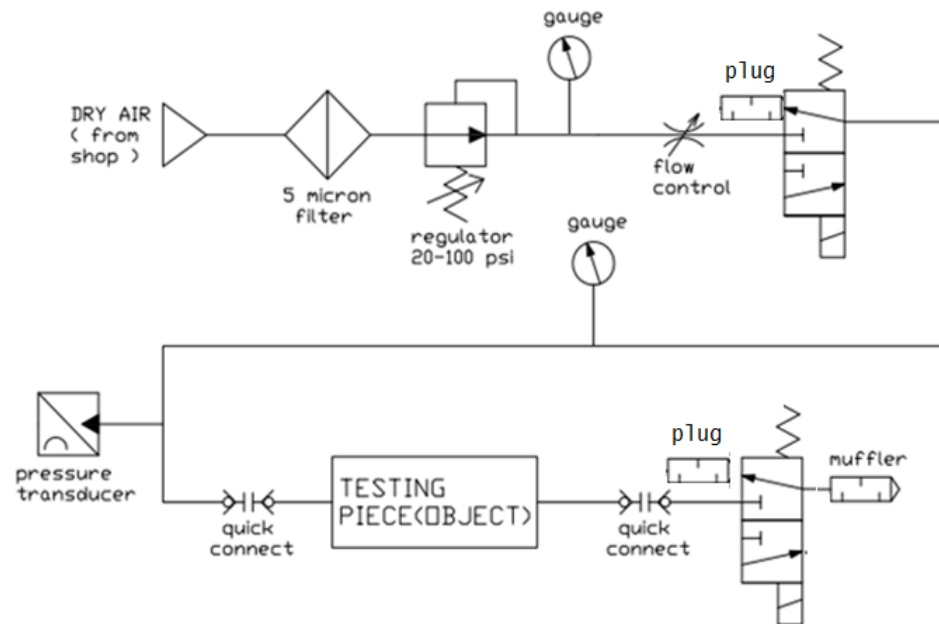 gauge
plug
DRY AIR
( from
shop )
5 micron
filter
regulator
20-100 psi
flow
control
gauge
pressure
transducer
quick
connect
TESTING
PIECE(OBJECT)
quick
connect
plug
muffler